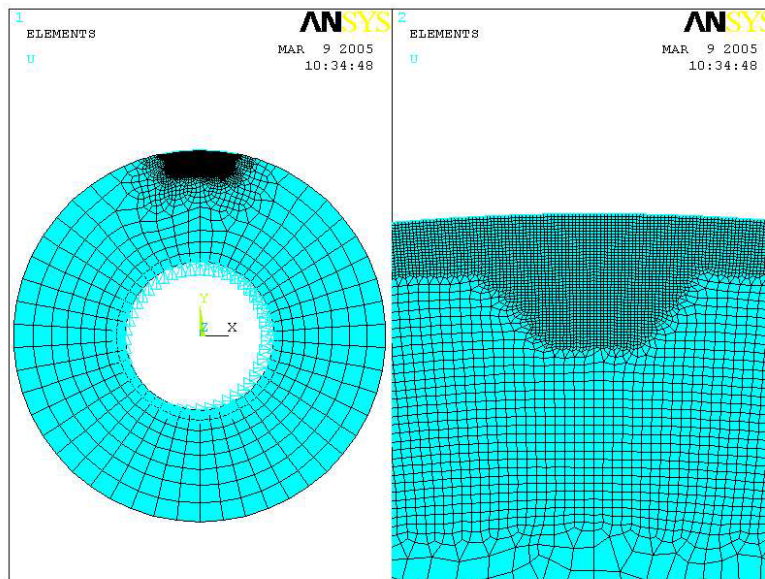 1
ANSYS
ELEMENTS
MAR 9 2005
U
10:34:48
Y
Z X
2
ANSYS
ELEMENTS
MAR 9 2005
U
10:34:48